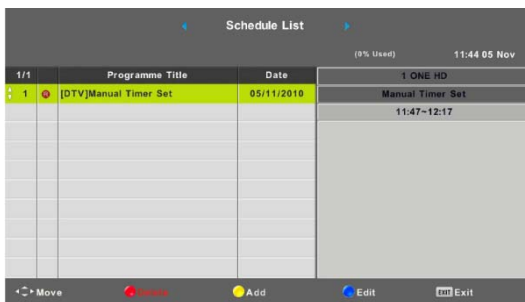 Schedule List
(0% Used) 11:44 05 Nov
1/1 Programme Title Date 1 ONE HD
1 [DTV]Manual Timer Set 05/11/2010 Manual Timer Set
11:47~12:17
Move Delete Add Edit EXIT Exit